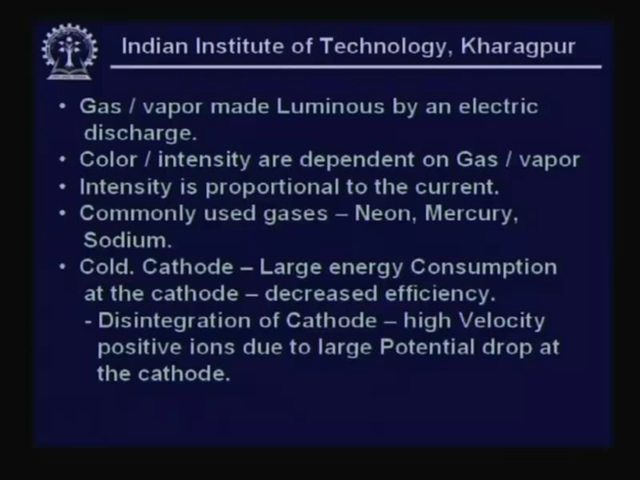 Indian Institute of Technology, Kharagpur
• Gas / vapor made Luminous by an electric
discharge.
• Color / intensity are dependent on Gas / vapor
• Intensity is proportional to the current.
• Commonly used gases – Neon, Mercury,
Sodium.
• Cold. Cathode – Large energy Consumption
at the cathode – decreased efficiency.
- Disintegration of Cathode – high Velocity
positive ions due to large Potential drop at
the cathode.